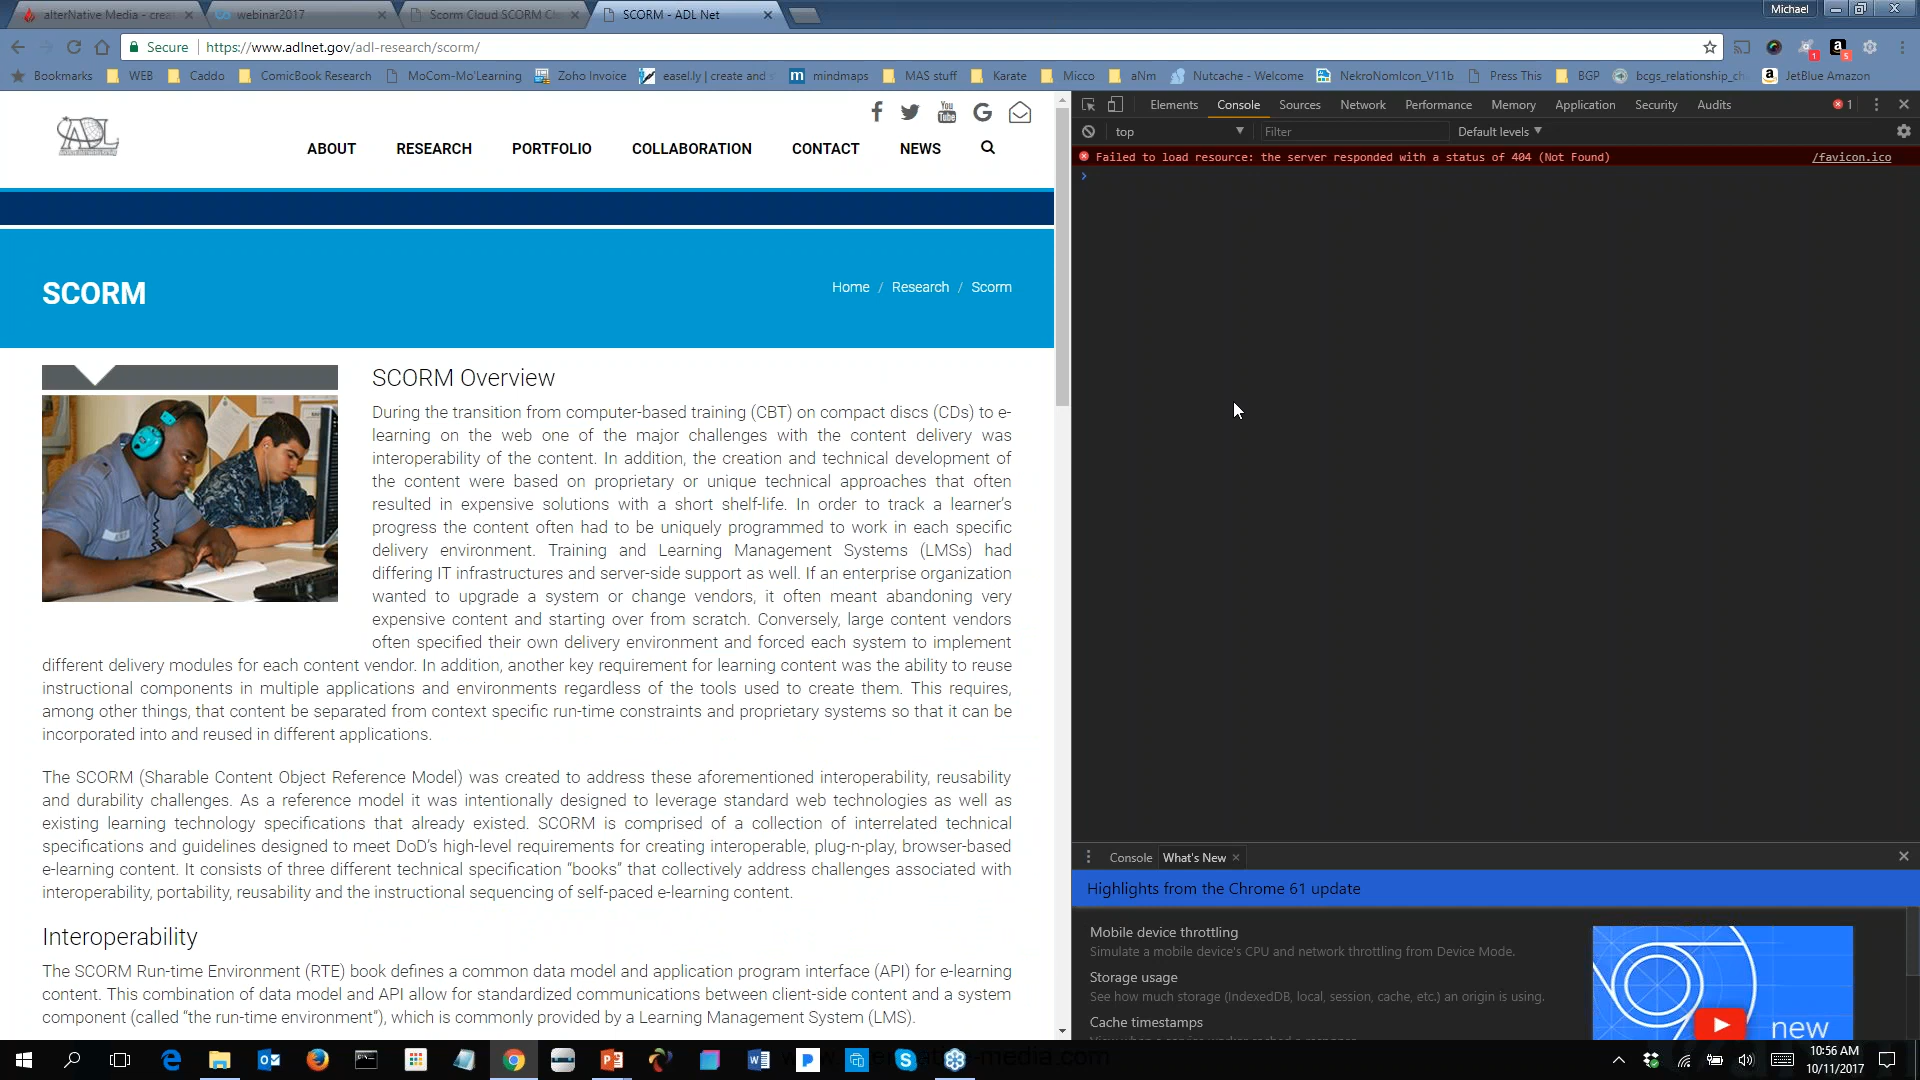 alterNative Media - crea
webinar2017
Scorm Cloud SCORM Cl
SCORM - ADL Net
Michael
Secure
https://www.adlnet.gov/adl-research/scorm/
Bookmarks
WEB
Caddo
ComicBook Research
MoCom-Mo'Learning
Zoho Invoice
easel.ly | create and
mindmaps
MAS stuff
Karate
Micco
aNm
Nutcache - Welcome
NekroNomIcon_V11b
Press This
BGP
bcgs_relationship_ch
JetBlue Amazon
ADL
ABOUT
RESEARCH
PORTFOLIO
COLLABORATION
CONTACT
NEWS
SCORM
Home / Research / Scorm
SCORM Overview
During the transition from computer-based training (CBT) on compact discs (CDs) to e-
learning on the web one of the major challenges with the content delivery was
interoperability of the content. In addition, the creation and technical development of
the content were based on proprietary or unique technical approaches that often
resulted in expensive solutions with a short shelf-life. In order to track a learner's
progress the content often had to be uniquely programmed to work in each specific
delivery environment. Training and Learning Management Systems (LMSs) had
differing IT infrastructures and server-side support as well. If an enterprise organization
wanted to upgrade a system or change vendors, it often meant abandoning very
expensive content and starting over from scratch. Conversely, large content vendors
often specified their own delivery environment and forced each system to implement
different delivery modules for each content vendor. In addition, another key requirement for learning content was the ability to reuse
instructional components in multiple applications and environments regardless of the tools used to create them. This requires,
among other things, that content be separated from context specific run-time constraints and proprietary systems so that it can be
incorporated into and reused in different applications.
The SCORM (Sharable Content Object Reference Model) was created to address these aforementioned interoperability, reusability
and durability challenges. As a reference model it was intentionally designed to leverage standard web technologies as well as
existing learning technology specifications that already existed. SCORM is comprised of a collection of interrelated technical
specifications and guidelines designed to meet DoD's high-level requirements for creating interoperable, plug-n-play, browser-based
e-learning content. It consists of three different technical specification “books” that collectively address challenges associated with
interoperability, portability, reusability and the instructional sequencing of self-paced e-learning content.
Interoperability
The SCORM Run-time Environment (RTE) book defines a common data model and application program interface (API) for e-learning
content. This combination of data model and API allow for standardized communications between client-side content and a system
component (called “the run-time environment”), which is commonly provided by a Learning Management System (LMS).
Elements
Console
Sources
Network
Performance
Memory
Application
Security
Audits
1
top
Filter
Default levels
Failed to load resource: the server responded with a status of 404 (Not Found)
/favicon.ico
Console
What's New
Highlights from the Chrome 61 update
Mobile device throttling
Simulate a mobile device's CPU and network throttling from Device Mode.
Storage usage
See how much storage (IndexedDB, local, session, cache, etc.) an origin is using.
Cache timestamps
new
10:56 AM
10/11/2017